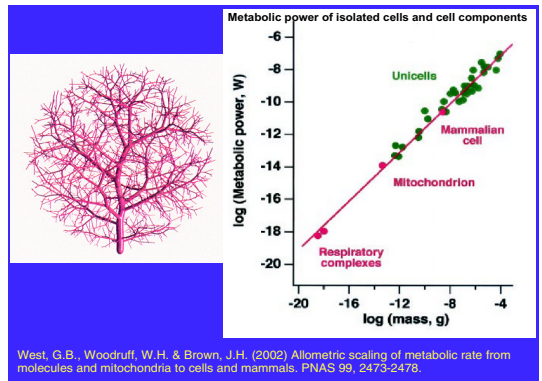 Metabolic power of isolated cells and cell components
-6
-8
-10
-12
-14
-16
-18
-20
log (Metabolic power, W)
Unicells
Mammalian
cell
Mitochondrion
Respiratory
complexes
-20
-16
-12
-8
-4
log (mass, g)
West, G.B., Woodruff, W.H. & Brown, J.H. (2002) Allometric scaling of metabolic rate from
molecules and mitochondria to cells and mammals. PNAS 99, 2473-2478.